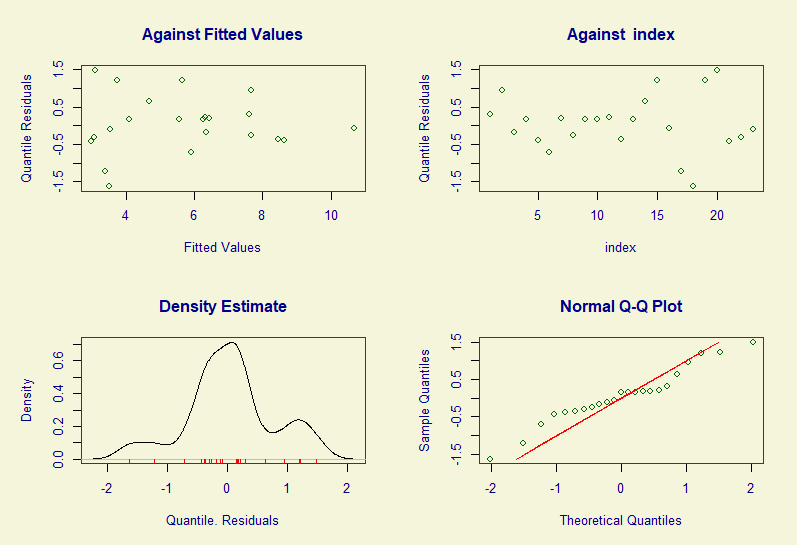 Against Fitted Values
Quantile Residuals
-1.5 -0.5 0.5 1.5
4 6 8 10
Fitted Values
Against index
Quantile Residuals
-1.5 -0.5 0.5 1.5
5 10 15 20
index
Density Estimate
Density
0.0 0.2 0.4 0.6
-2 -1 0 1 2
Quantile. Residuals
Normal Q-Q Plot
Sample Quantiles
-1.5 -0.5 0.5 1.5
-2 -1 0 1 2
Theoretical Quantiles